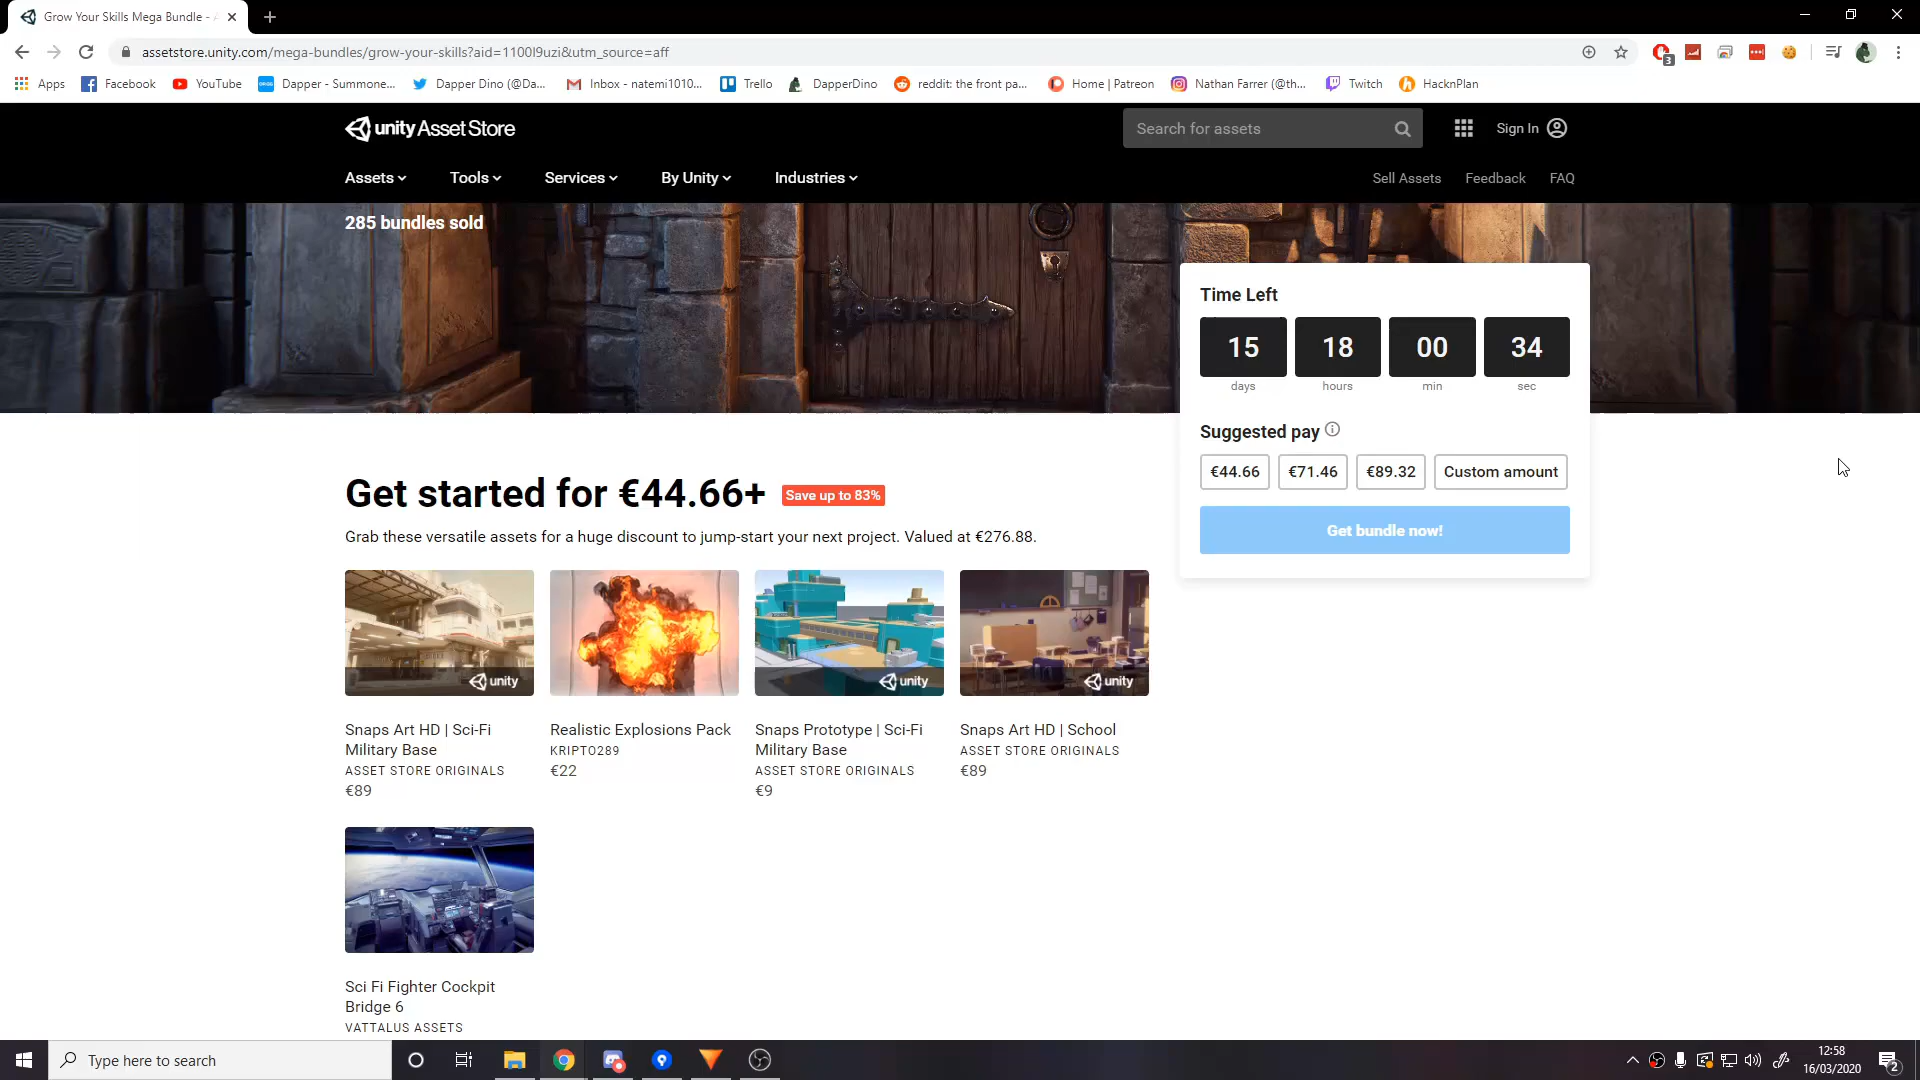 Grow Your Skills Mega Bundle -
assetstore.unity.com/mega-bundles/grow-your-skills?aid=1100l9uzi&utm_source=aff
3
Apps
Facebook
YouTube
Dapper - Summone...
Dapper Dino (@Da...
Inbox - natemi1010...
Trello
DapperDino
reddit: the front pa...
Home | Patreon
Nathan Farrer (@th...
Twitch
HacknPlan
unity Asset Store
Search for assets
Sign In
Assets
Tools
Services
By Unity
Industries
Sell Assets
Feedback
FAQ
285 bundles sold
Time Left
15 18 00 34
days hours min sec
Suggested pay
€44.66 €71.46 €89.32 Custom amount
Get bundle now!
Get started for €44.66+ Save up to 83%
Grab these versatile assets for a huge discount to jump-start your next project. Valued at €276.88.
unity
unity
unity
Snaps Art HD | Sci-Fi
Military Base
ASSET STORE ORIGINALS
€89
Realistic Explosions Pack
KRIPTO289
€22
Snaps Prototype | Sci-Fi
Military Base
ASSET STORE ORIGINALS
€9
Snaps Art HD | School
ASSET STORE ORIGINALS
€89
Sci Fi Fighter Cockpit
Bridge 6
VATTALUS ASSETS
Type here to search
12:58
16/03/2020
2